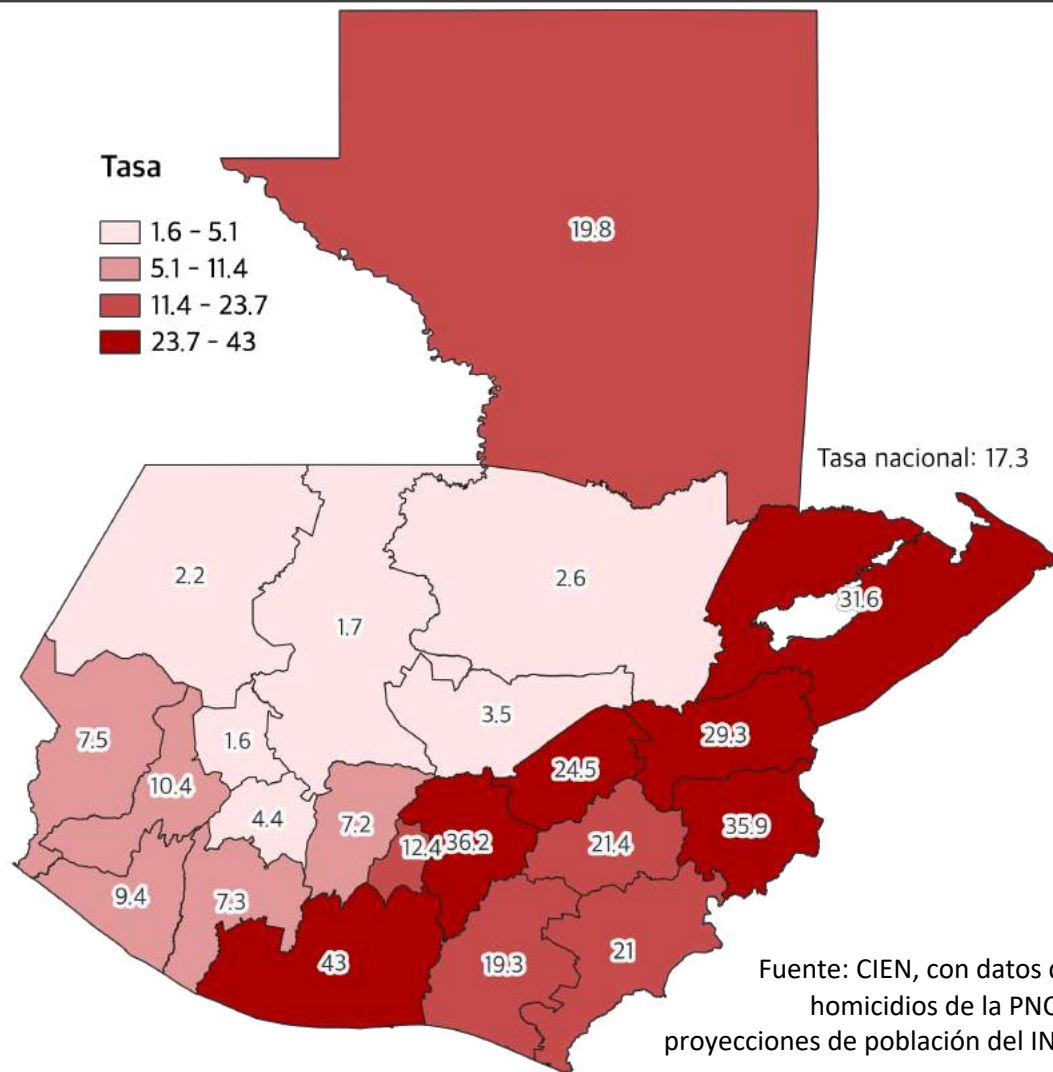 Tasa
1.6 - 5.1
5.1 - 11.4
11.4 - 23.7
23.7 - 43
19.8
Tasa nacional: 17.3
2.2
2.6
1.7
31.6
3.5
7.5
1.6
29.3
24.5
10.4
4.4
7.2
12.4
36.2
21.4
35.9
9.4
7.3
43
19.3
21
Fuente: CIEN, con datos
homicidios de la PNC
proyecciones de población del